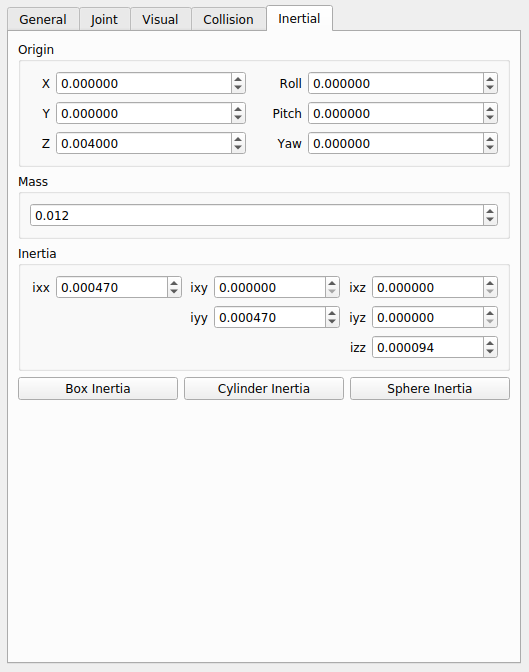 General Joint Visual Collision Inertial
Origin
X 0.000000 Roll 0.000000
Y 0.000000 Pitch 0.000000
Z 0.004000 Yaw 0.000000
Mass
0.012
Inertia
ixx 0.000470 ixy 0.000000 ixz 0.000000
iyy 0.000470 iyz 0.000000
izz 0.000094
Box Inertia Cylinder Inertia Sphere Inertia